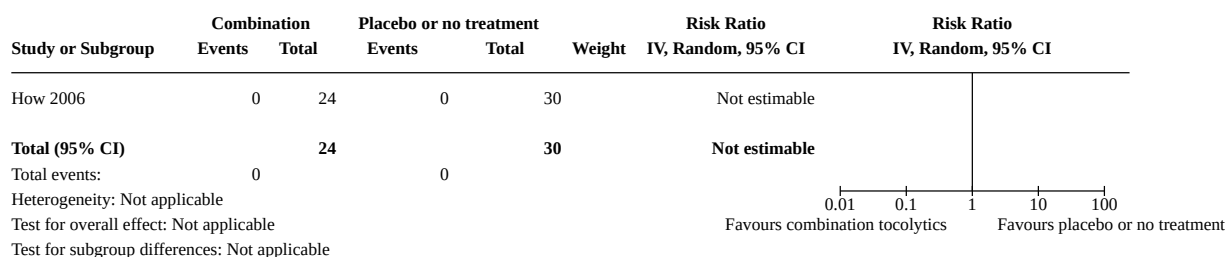 Combination Placebo or no treatment Risk Ratio Risk Ratio
Study or Subgroup Events Total Events Total Weight IV, Random, 95% CI IV, Random, 95% CI
How 2006 0 24 0 30 Not estimable
Total (95% CI) 24 30 Not estimable
Total events: 0 0
Heterogeneity: Not applicable
0.01 0.1 1 10 100
Test for overall effect: Not applicable Favours combination tocolytics Favours placebo or no treatment
Test for subgroup differences: Not applicable